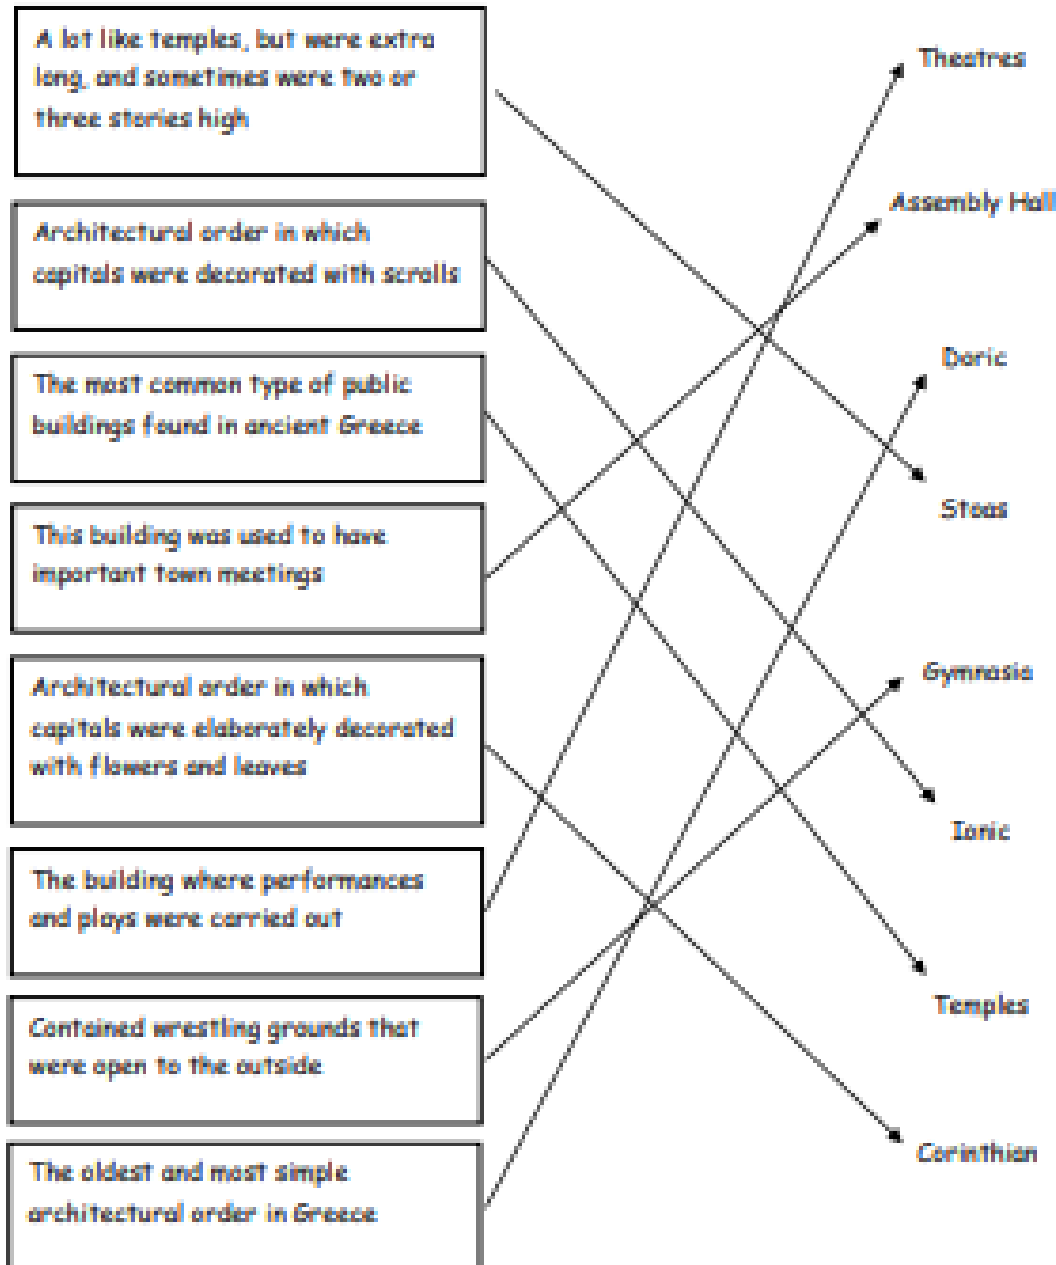 A lot like temples, but were extra
long, and sometimes were two or
three stories high
Architectural order in which
capitals were decorated with scrolls
The most common type of public
buildings found in ancient Greece
This building was used to have
important town meetings
Architectural order in which
capitals were elaborately decorated
with flowers and leaves
The building where performances
and plays were carried out
Contained wrestling grounds that
were open to the outside
The oldest and most simple
architectural order in Greece
Theatres
Assembly Hall
Doric
Stoas
Gymnasia
Ionic
Temples
Corinthian